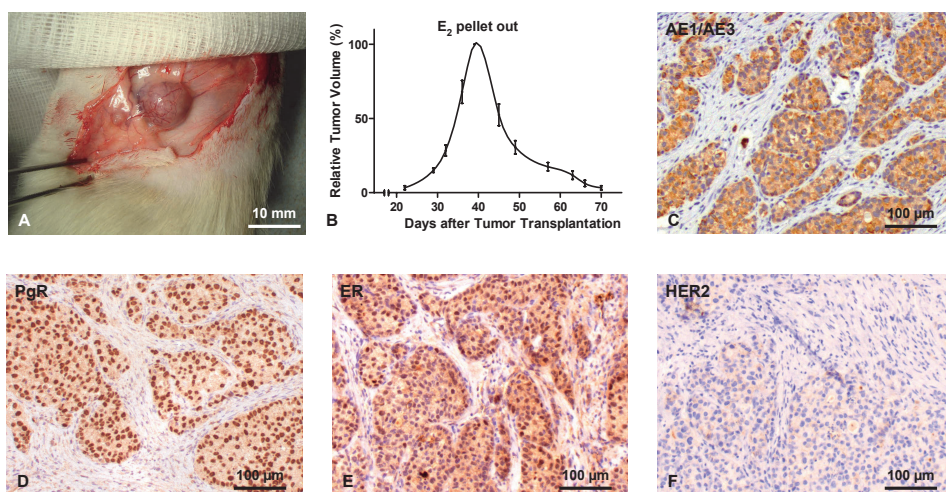 A
10 mm
B
E₂ pellet out
Relative Tumor Volume (%)
100
50
0
20 30 40 50 60 70
Days after Tumor Transplantation
AE1/AE3
C
100 µm
PgR
D
100 µm
ER
E
100 µm
HER2
F
100 µm